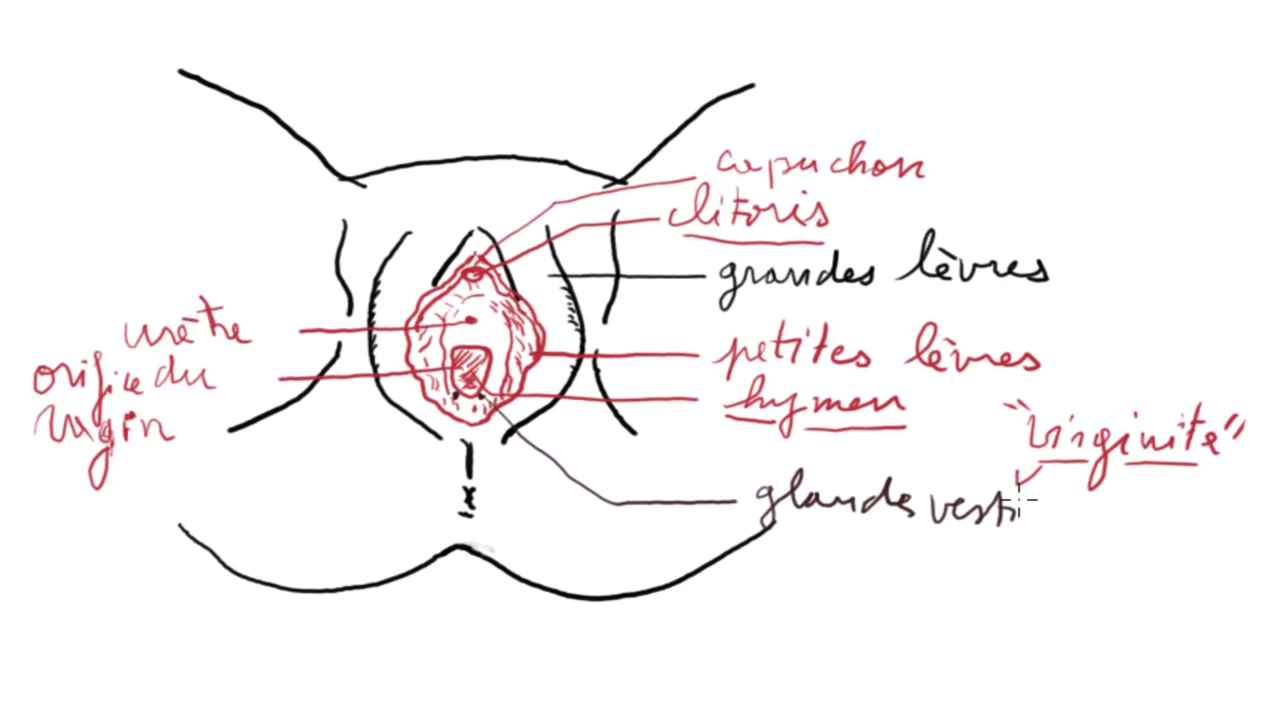 capuchon
clitoris
grandes lèvres
urètre
petites lèvres
orifice du
vagin
hymen
"virginité"
glandes vesti